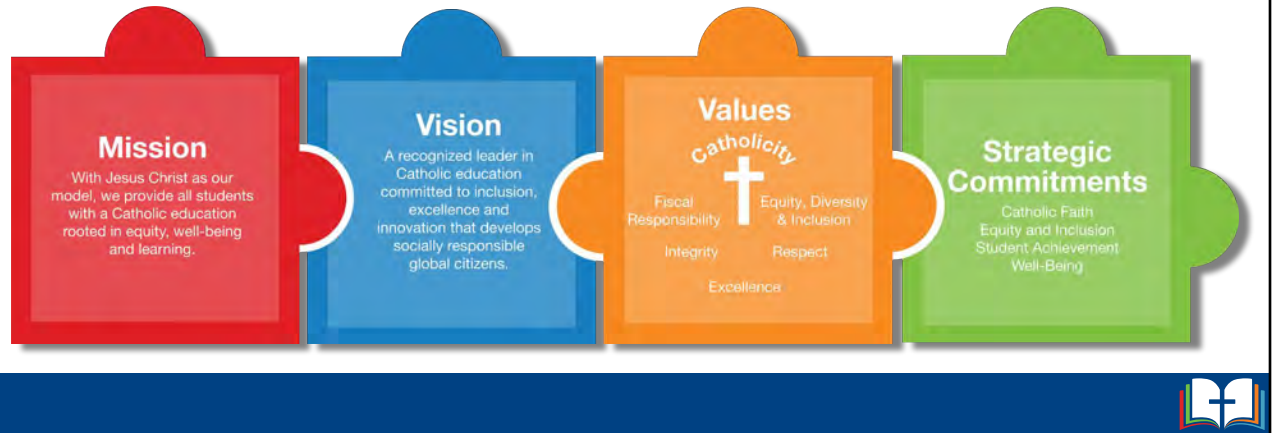 Mission
With Jesus Christ as our
model, we provide all students
with a Catholic education
rooted in equity, well-being
and learning.
Vision
A recognized leader in
Catholic education
committed to inclusion,
excellence and
innovation that develops
socially responsible
global citizens.
Values
Catholicity
Fiscal
Responsibility
Equity, Diversity
& Inclusion
Integrity
Respect
Excellence
Strategic
Commitments
Catholic Faith
Equity and Inclusion
Student Achievement
Well-Being